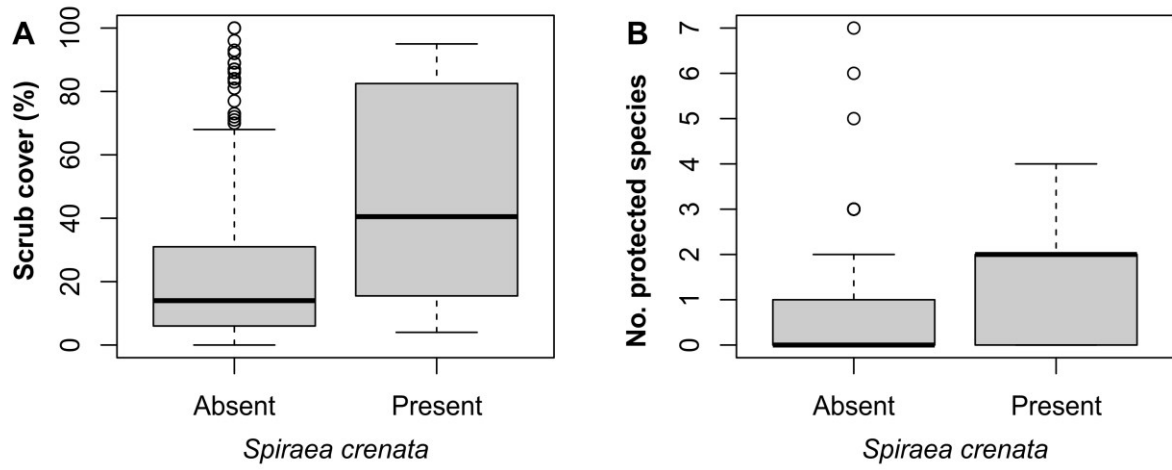 A
Scrub cover (%)
100
80
60
40
20
0
Absent
Present
Spiraea crenata
B
No. protected species
7
6
5
4
3
2
1
0
Absent
Present
Spiraea crenata